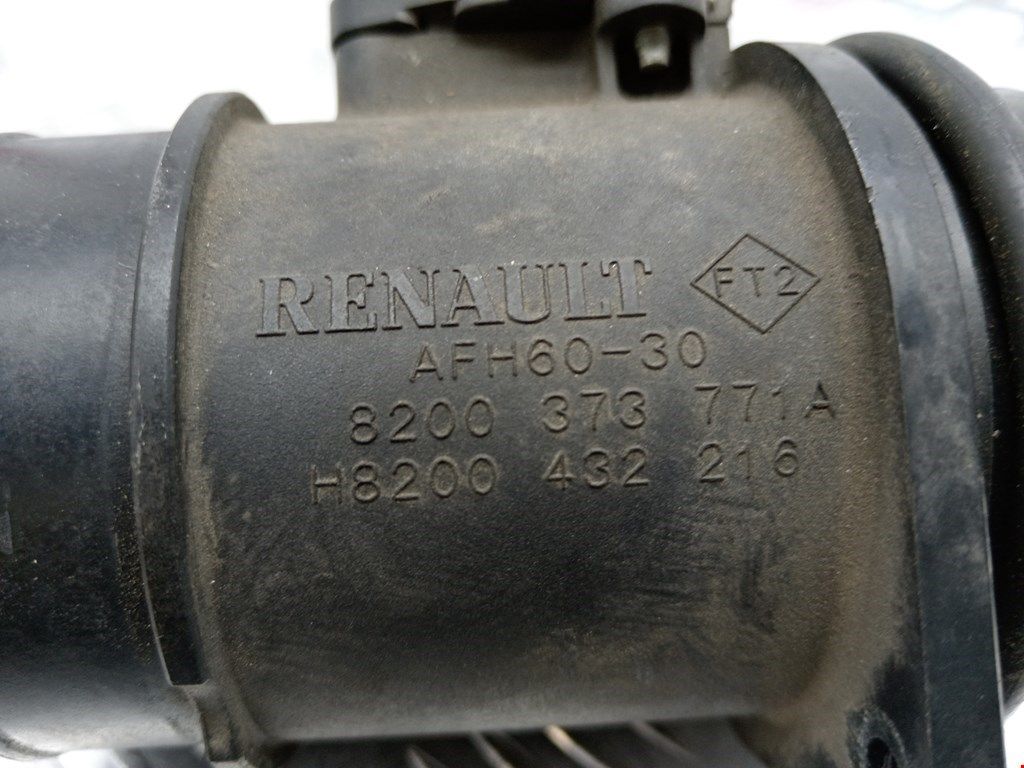 RENAULT FT2
AFH60-30
8200 373 771A
H8200 432 216